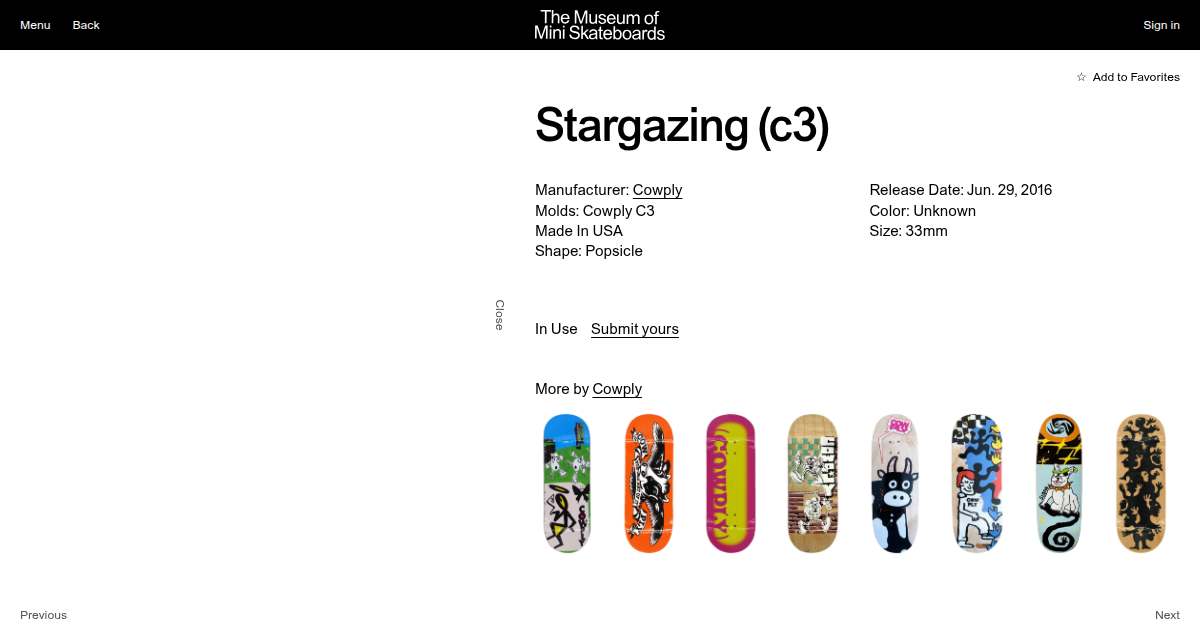 Menu
Back
The Museum of
Mini Skateboards
Sign in
☆ Add to Favorites
Stargazing (c3)
Manufacturer: Cowply
Molds: Cowply C3
Made In USA
Shape: Popsicle
Release Date: Jun. 29, 2016
Color: Unknown
Size: 33mm
Close
In Use Submit yours
More by Cowply
COWPLY
Previous
Next